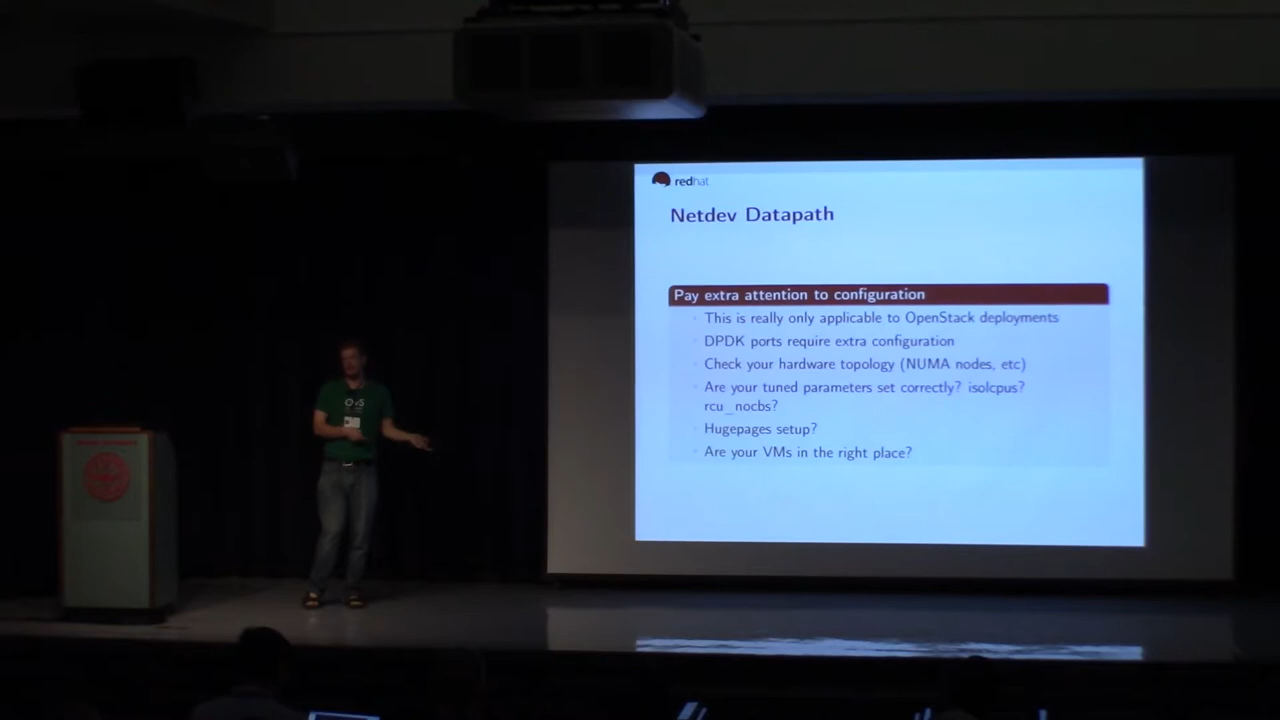 redhat
Netdev Datapath
Pay extra attention to configuration
This is really only applicable to OpenStack deployments
DPDK ports require extra configuration
Check your hardware topology (NUMA nodes, etc)
Are your tuned parameters set correctly? isolcpus?
rcu_nocbs?
Hugepages setup?
Are your VMs in the right place?
OvS